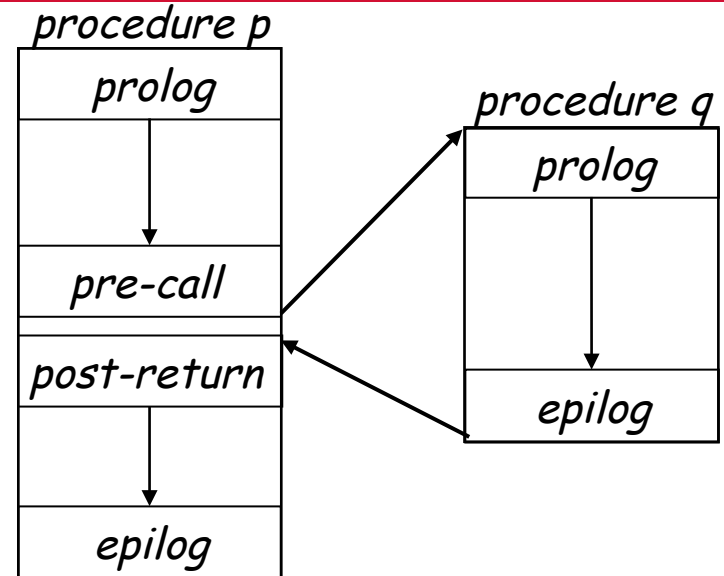 procedure p
prolog
pre-call
post-return
epilog
procedure q
prolog
epilog